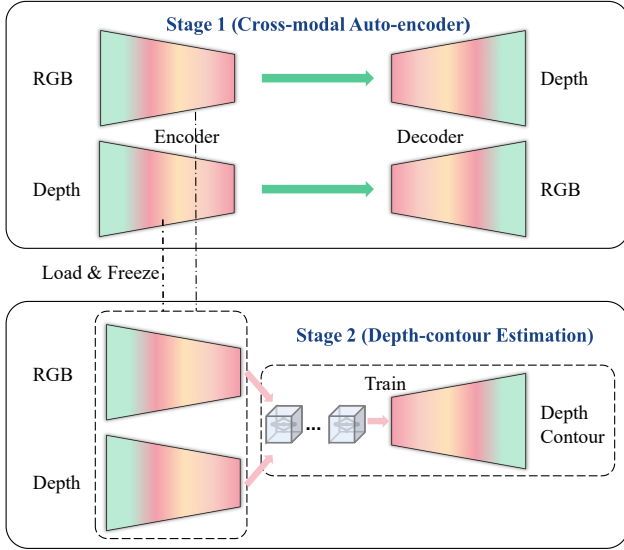 Stage 1 (Cross-modal Auto-encoder)
RGB
Depth
Encoder
Decoder
Depth
RGB
Load & Freeze
Stage 2 (Depth-contour Estimation)
RGB
Train
...
Depth
Contour
Depth